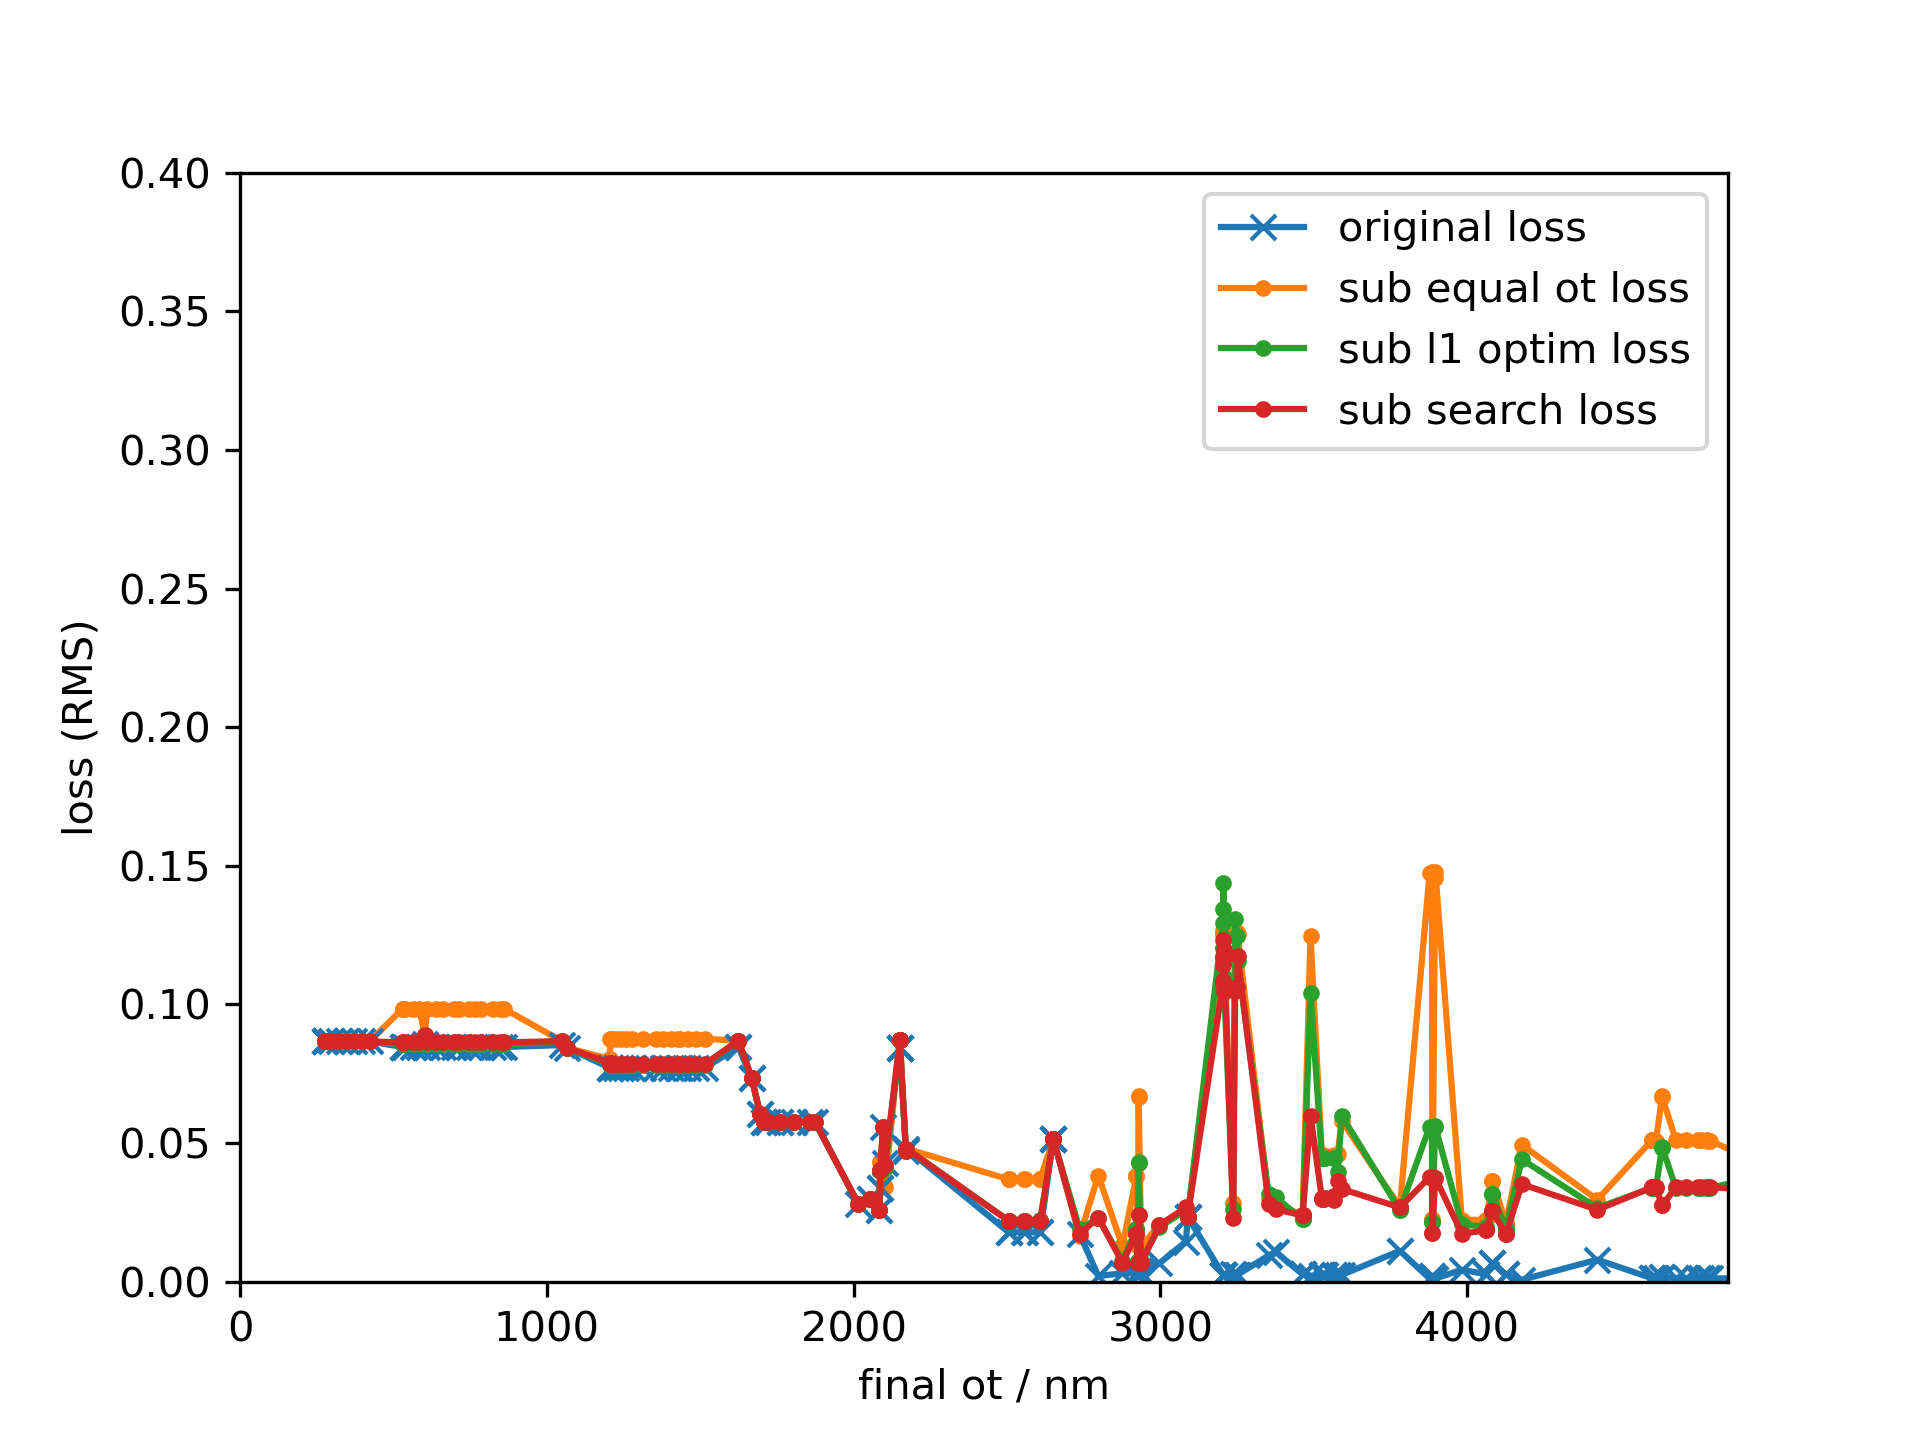 0.40
0.35
0.30
0.25
0.20
0.15
0.10
0.05
0.00
loss (RMS)
original loss
sub equal ot loss
sub l1 optim loss
sub search loss
0 1000 2000 3000 4000
final ot / nm